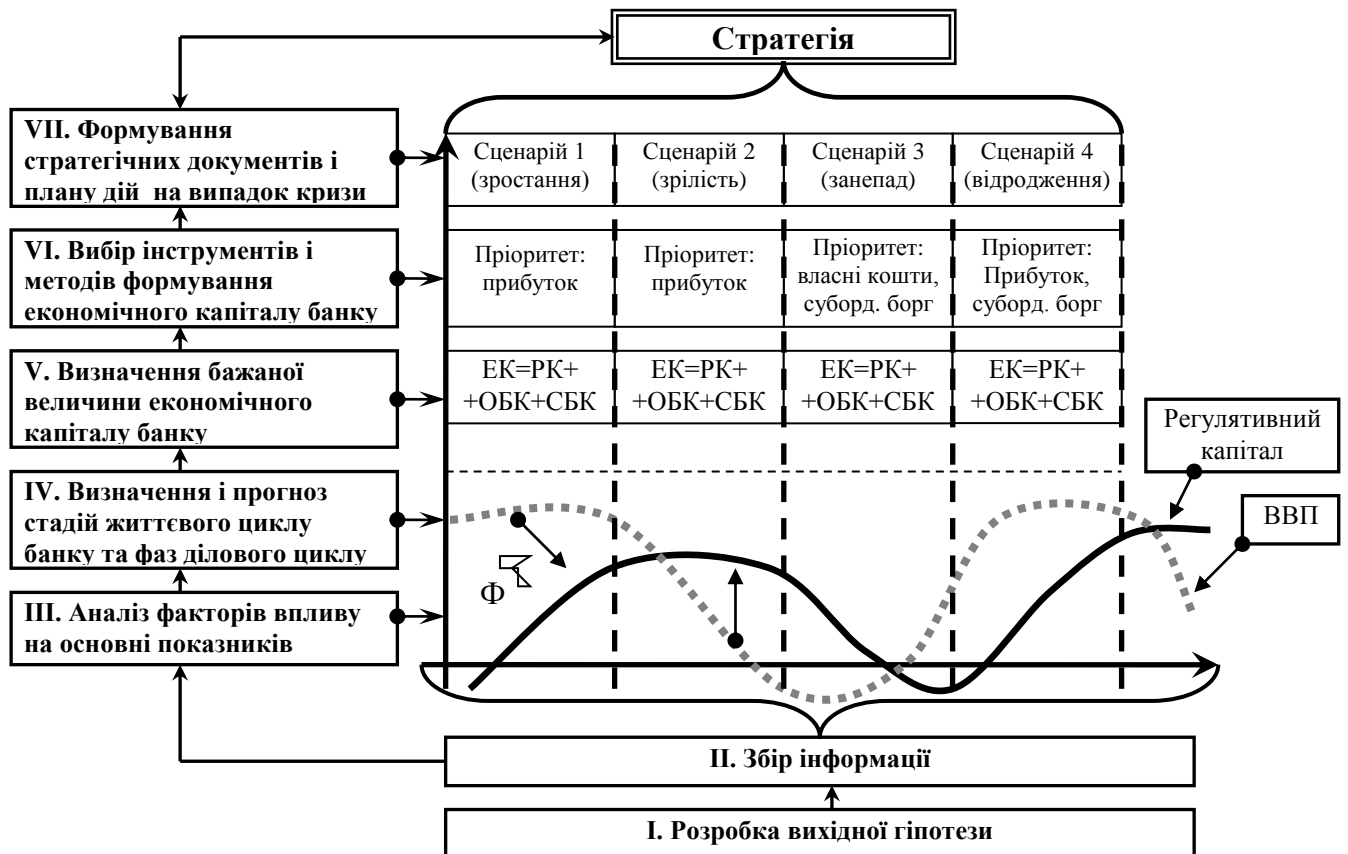 Стратегія
VII. Формування
стратегічних документів і
плану дій на випадок кризи
Сценарій 1
(зростання)
Сценарій 2
(зрілість)
Сценарій 3
(занепад)
Сценарій 4
(відродження)
VI. Вибір інструментів і
методів формування
економічного капіталу банку
Пріоритет:
прибуток
Пріоритет:
прибуток
Пріоритет:
власні кошти,
суборд. борг
Пріоритет:
Прибуток,
суборд. борг
V. Визначення бажаної
величини економічного
капіталу банку
ЕК=РК+
+ОБК+СБК
ЕК=РК+
+ОБК+СБК
ЕК=РК+
+ОБК+СБК
ЕК=РК+
+ОБК+СБК
Регулятивний
капітал
IV. Визначення і прогноз
стадій життєвого циклу
банку та фаз ділового циклу
ВВП
Ф
III. Аналіз факторів впливу
на основні показників
II. Збір інформації
I. Розробка вихідної гіпотези